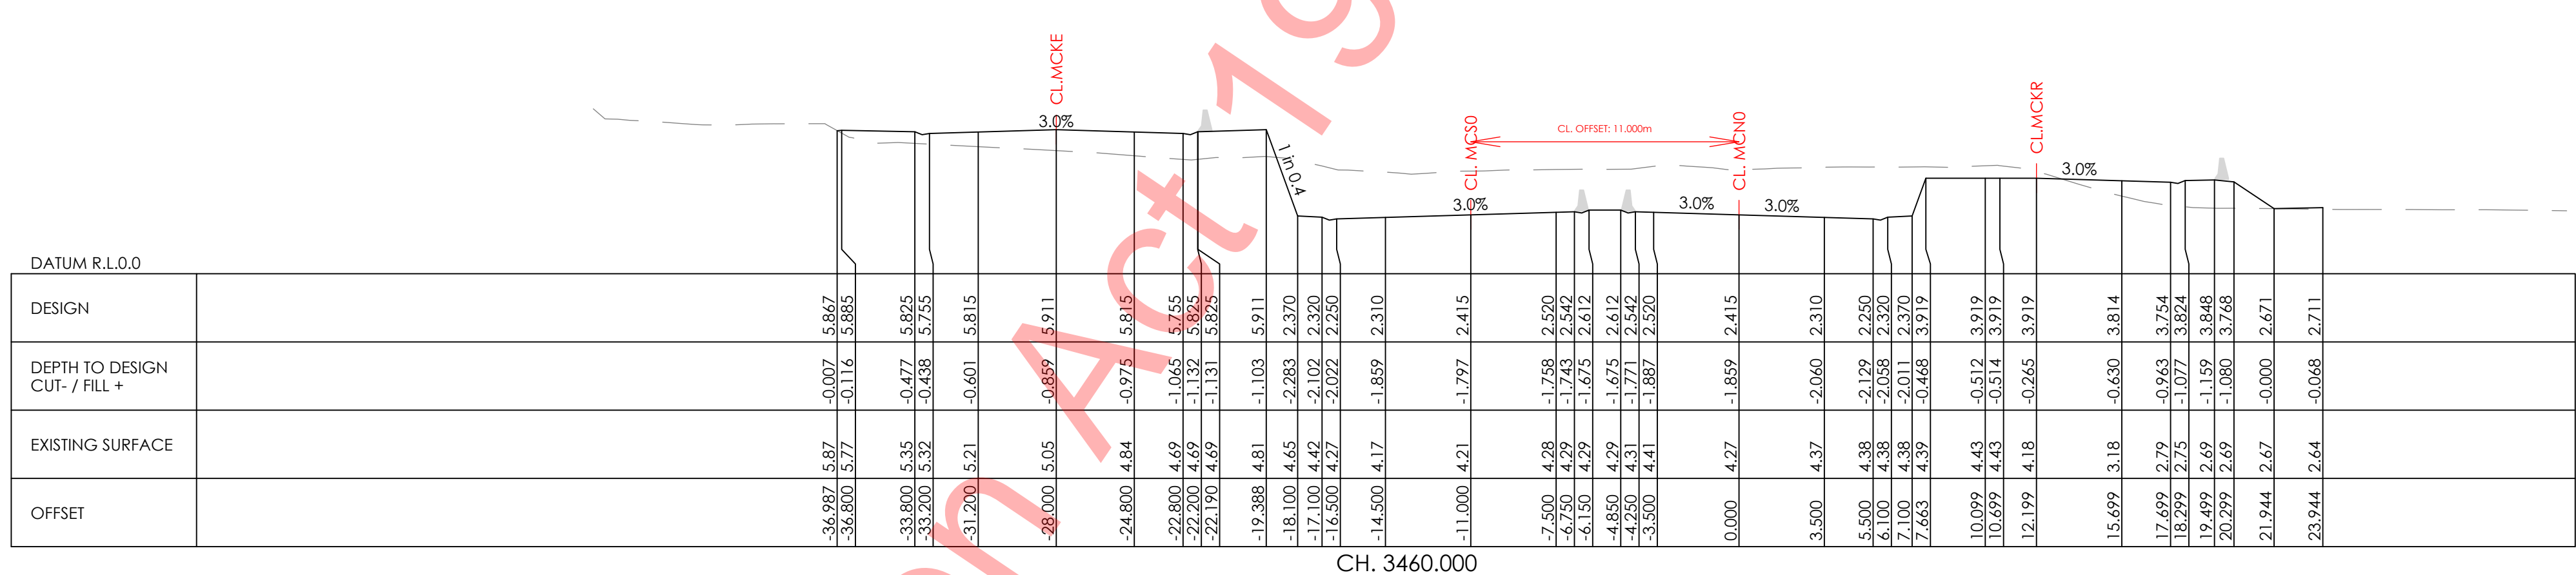 n Act 19
CL.MCKE
3.0%
1 in 0.4
CL. MCS0
3.0%
CL. OFFSET: 11.000m
CL. MCN0
3.0%
3.0%
CL.MCKR
3.0%
DATUM R.L.0.0
DESIGN 5.867 5.885 5.825 5.755 5.815 5.911 5.815 5.755 5.825 5.825 5.911 2.370 2.320 2.250 2.310 2.415 2.520 2.542 2.612 2.612 2.542 2.520 2.415 2.310 2.250 2.320 2.370 3.919 3.919 3.919 3.919 3.814 3.754 3.824 3.848 3.768 2.671 2.711
DEPTH TO DESIGN
CUT- / FILL + -0.007 -0.116 -0.477 -0.438 -0.601 -0.859 -0.975 -1.065 -1.132 -1.131 -1.103 -2.283 -2.102 -2.022 -1.859 -1.797 -1.758 -1.743 -1.675 -1.675 -1.771 -1.887 -1.859 -2.060 -2.129 -2.058 -2.011 -0.468 -0.512 -0.514 -0.265 -0.630 -0.963 -1.077 -1.159 -1.080 -0.000 -0.068
EXISTING SURFACE 5.87 5.77 5.35 5.32 5.21 5.05 4.84 4.69 4.69 4.69 4.81 4.65 4.42 4.27 4.17 4.21 4.28 4.29 4.29 4.29 4.31 4.41 4.27 4.37 4.38 4.38 4.38 4.39 4.43 4.43 4.18 3.18 2.79 2.75 2.69 2.69 2.67 2.64
OFFSET -36.987 -36.800 -33.800 -33.200 -31.200 -28.000 -24.800 -22.800 -22.200 -22.190 -19.388 -18.100 -17.100 -16.500 -14.500 -11.000 -7.500 -6.750 -6.150 -4.850 -4.250 -3.500 0.000 3.500 5.500 6.100 7.100 7.663 10.099 10.699 12.199 15.699 17.699 18.299 19.499 20.299 21.944 23.944
CH. 3460.000